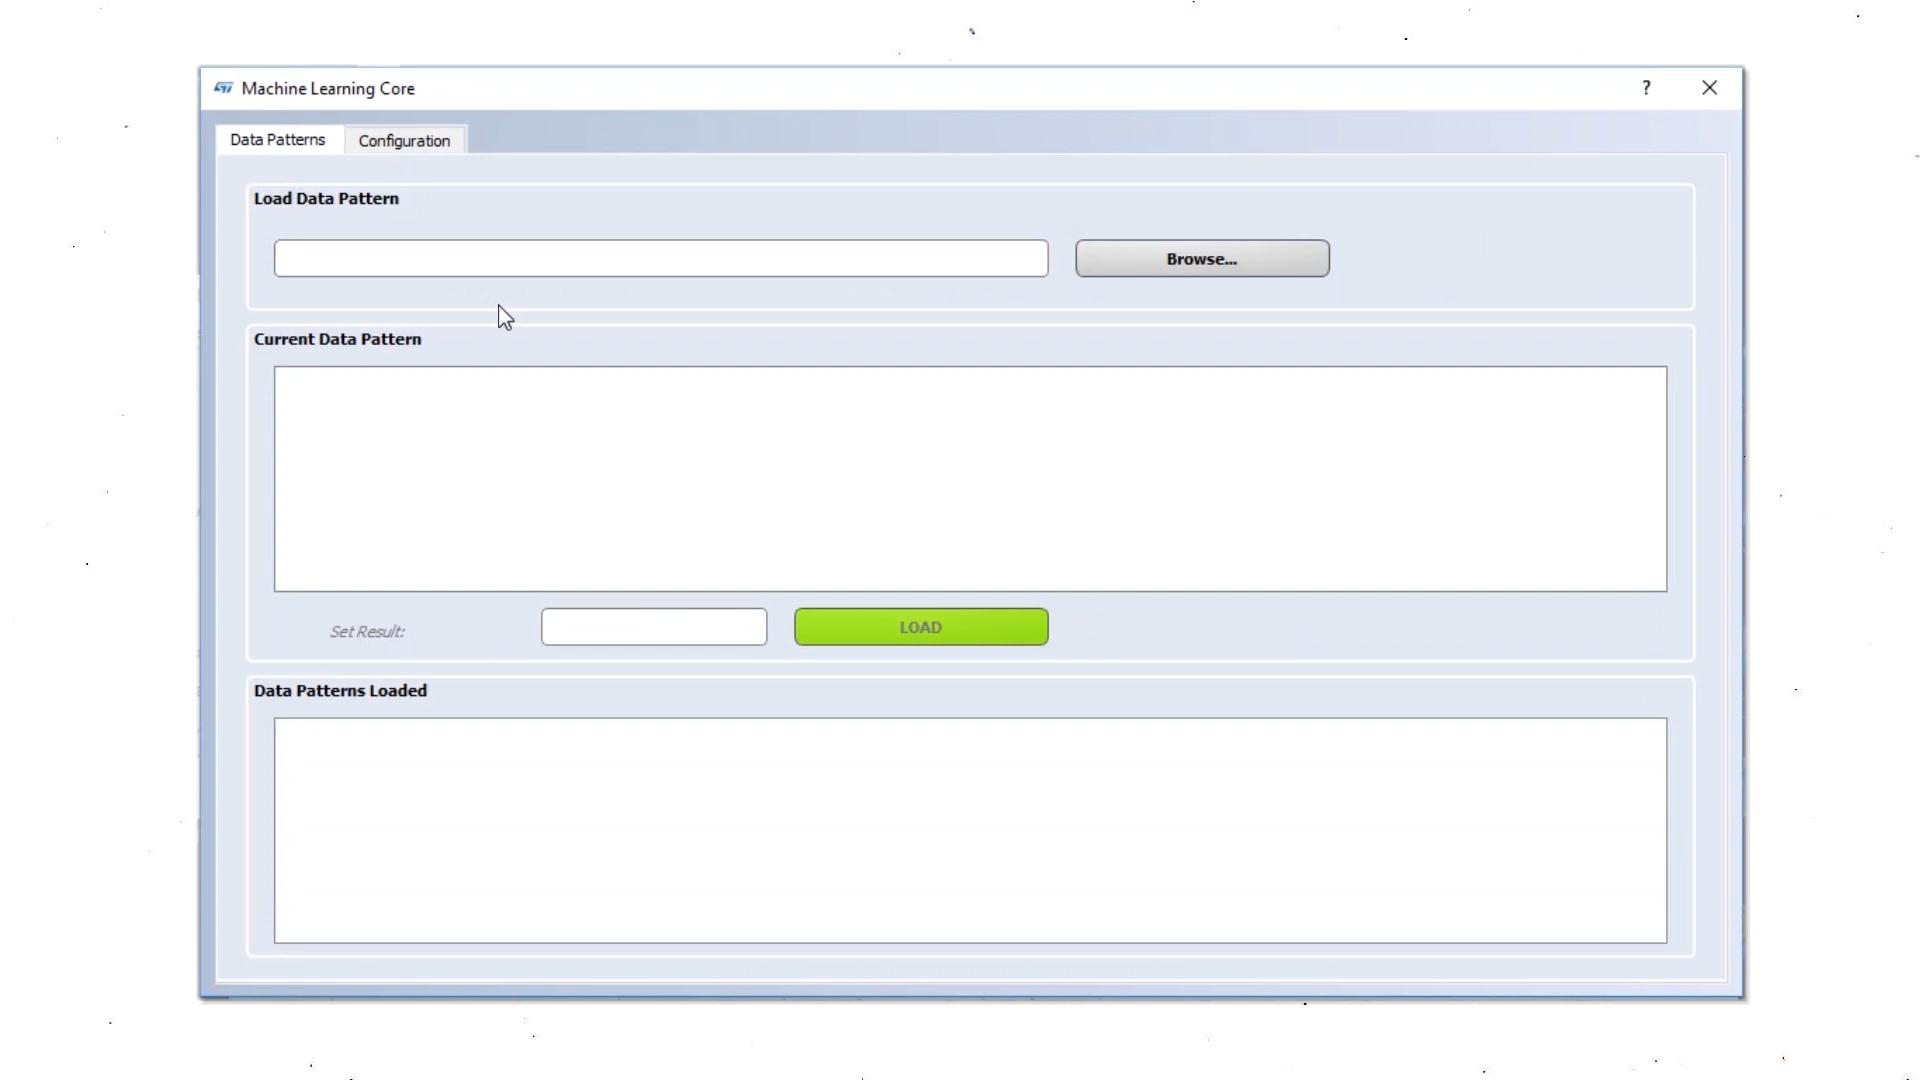 ST Machine Learning Core ?
Data Patterns Configuration
Load Data Pattern
Browse...
Current Data Pattern
Set Result: LOAD
Data Patterns Loaded